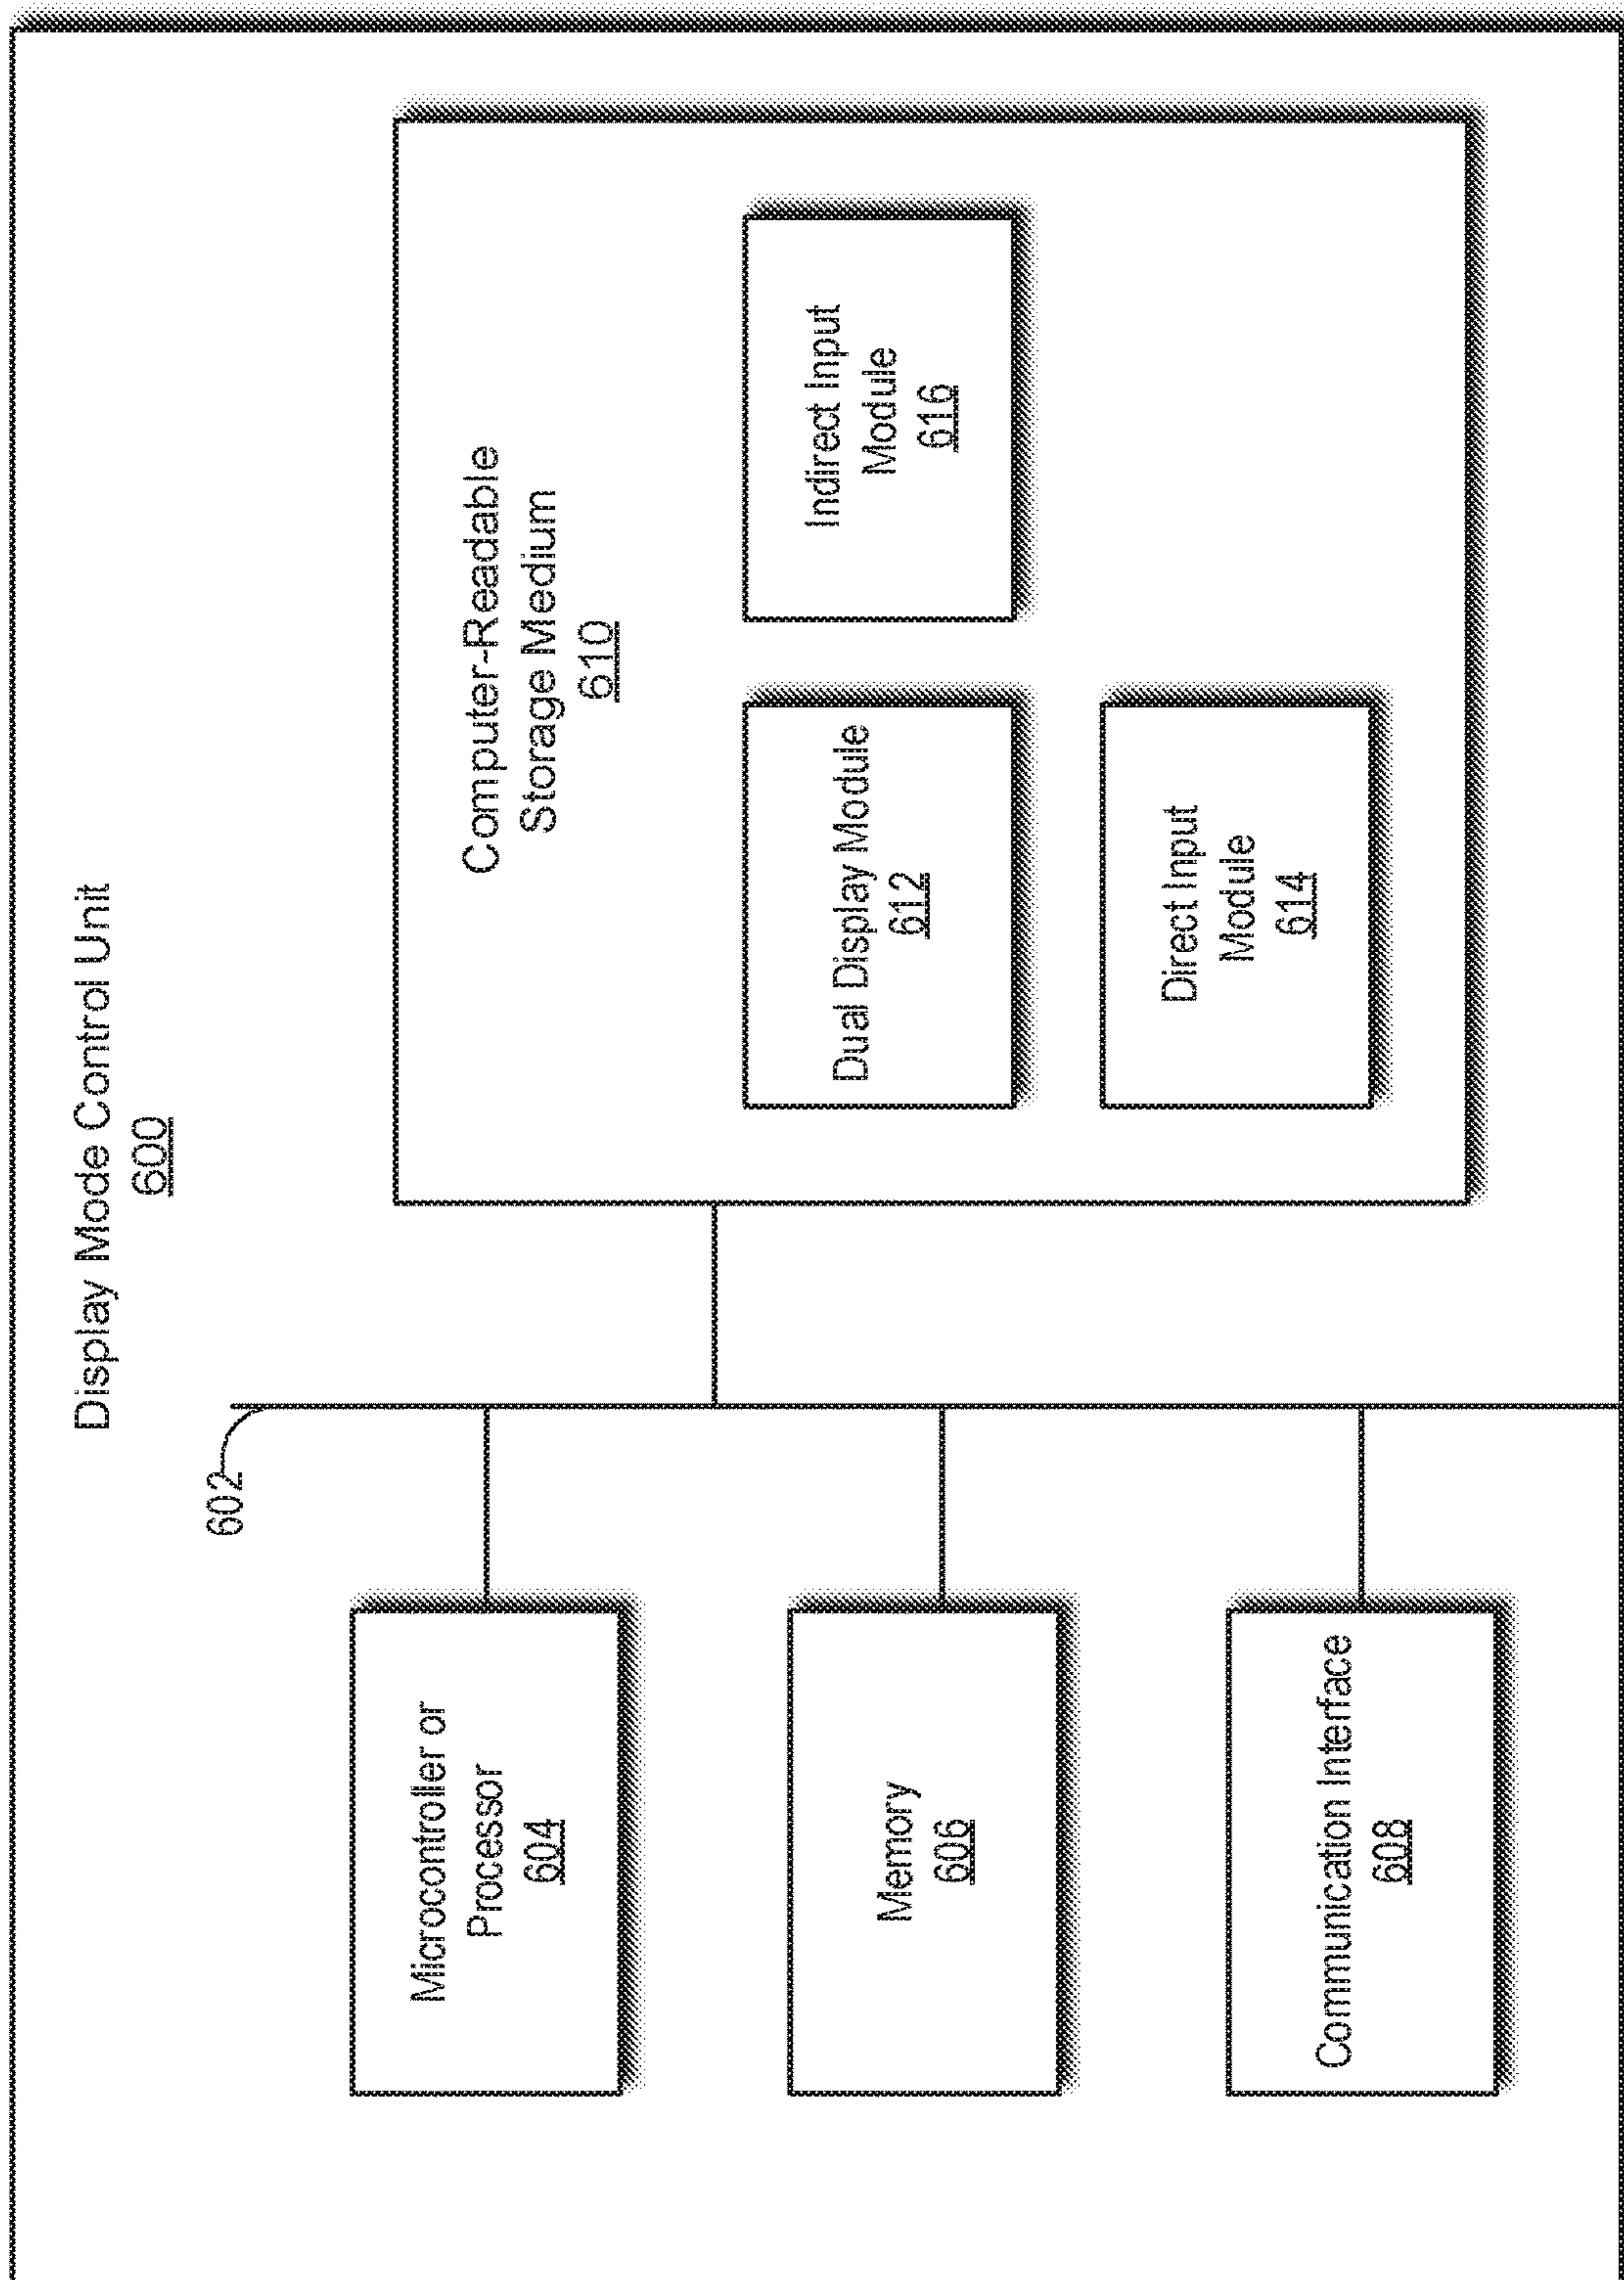 Display Mode Control Unit
600
602
Microcontroller or
Processor
604
Memory
606
Communication Interface
608
Computer-Readable
Storage Medium
610
Dual Display Module
612
Indirect Input
Module
616
Direct Input
Module
614